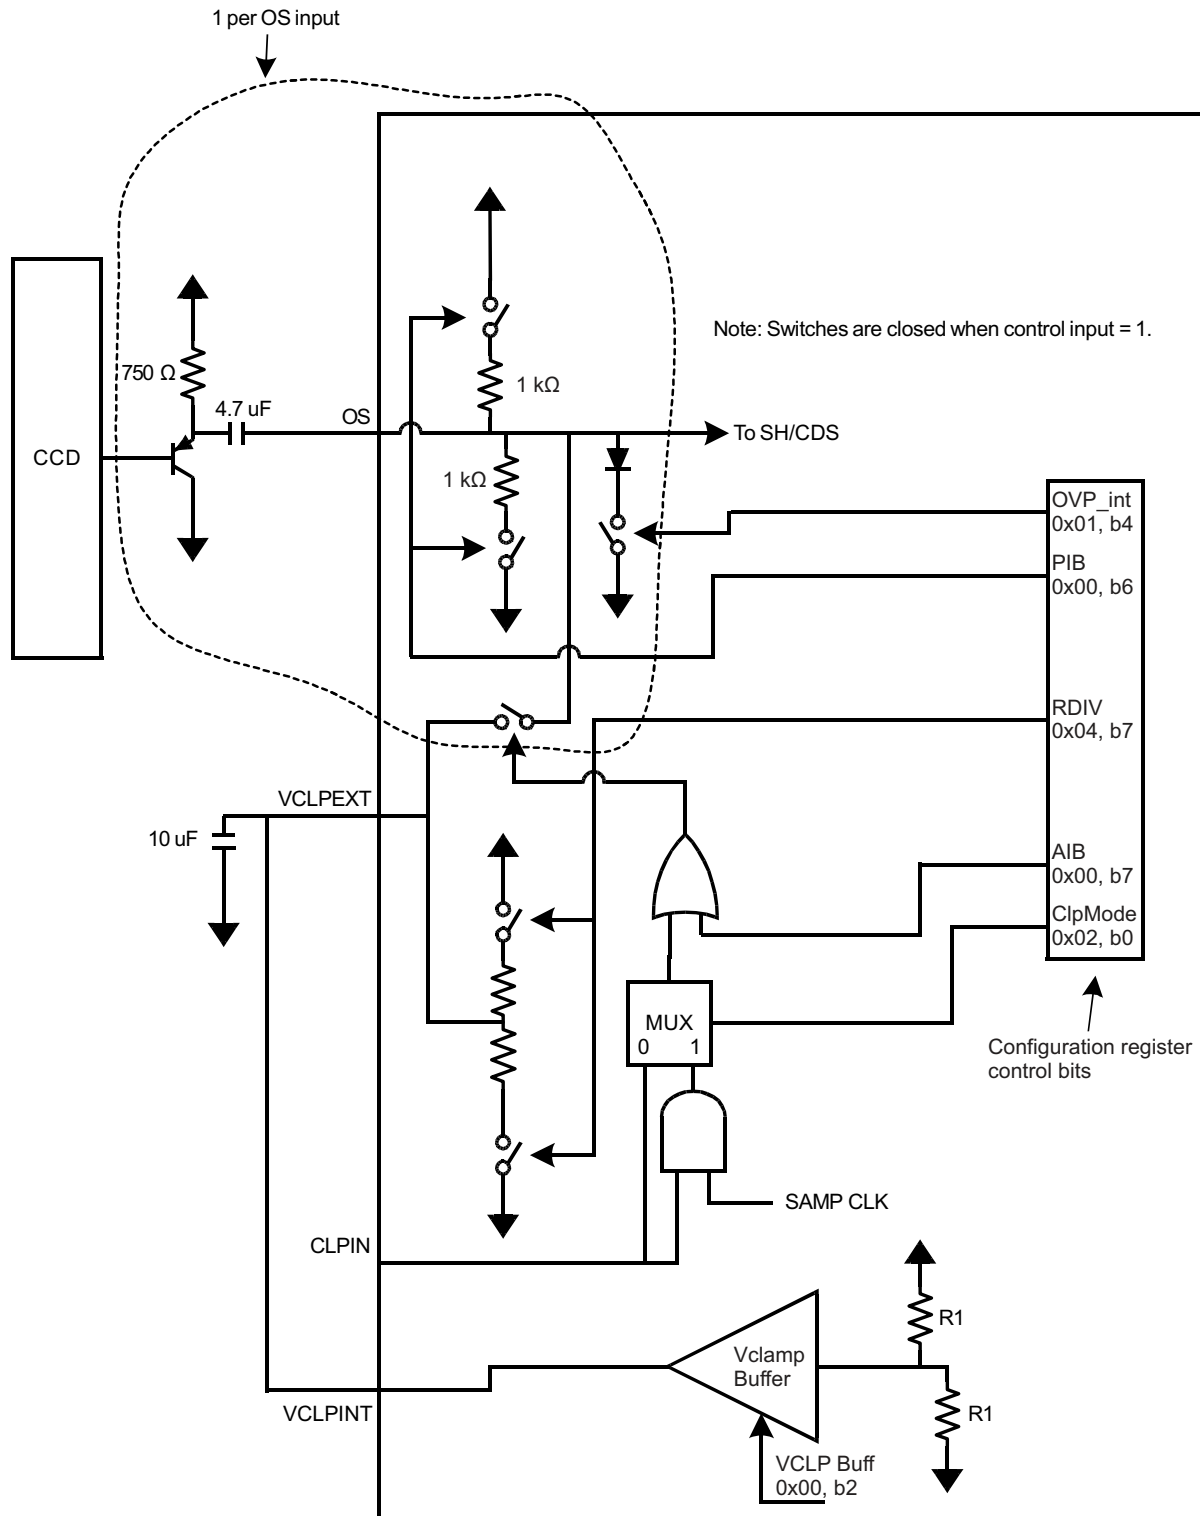 1 per OS input
Note: Switches are closed when control input = 1.
750 Ω
1 kΩ
4.7 uF
OS
To SH/CDS
CCD
1 kΩ
OVP_int
0x01, b4
PIB
0x00, b6
RDIV
0x04, b7
VCLPEXT
10 uF
AIB
0x00, b7
ClpMode
0x02, b0
MUX
0 1
Configuration register
control bits
SAMP CLK
CLPIN
R1
Vclamp
Buffer
VCLPINT
R1
VCLP Buff
0x00, b2